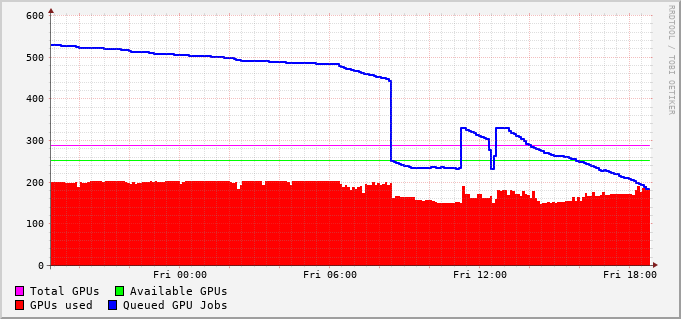 600
500
400
300
200
100
0
Fri 00:00 Fri 06:00 Fri 12:00 Fri 18:00
Total GPUs Available GPUs
GPUs used Queued GPU Jobs
RRDTOOL / TOBI OETIKER